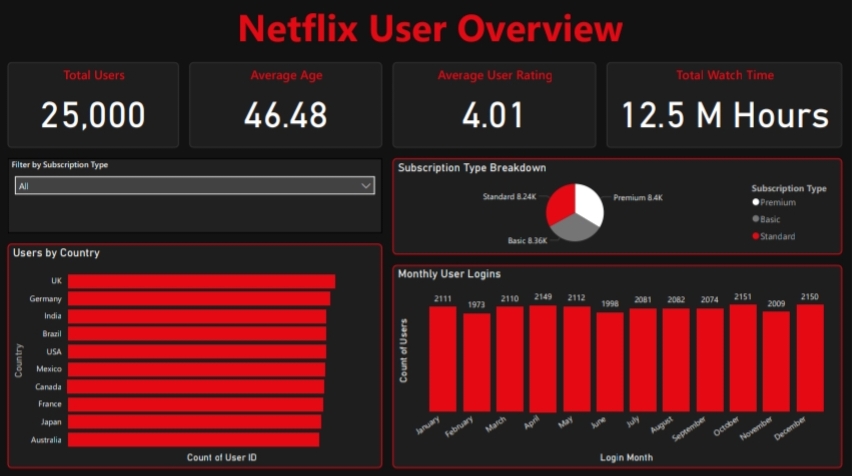 Netflix User Overview
Total Users
25,000
Average Age
46.48
Average User Rating
4.01
Total Watch Time
12.5 M Hours
Filter by Subscription Type
All
Subscription Type Breakdown
Standard 8.24K
Premium 8.4K
Basic 8.36K
Subscription Type
Premium
Basic
Standard
Users by Country
Country
UK
Germany
India
Brazil
USA
Mexico
Canada
France
Japan
Australia
Count of User ID
Monthly User Logins
Count of Users
2111 1973 2110 2149 2112 1998 2081 2082 2074 2151 2009 2150
January February March April May June July August September October November December
Login Month